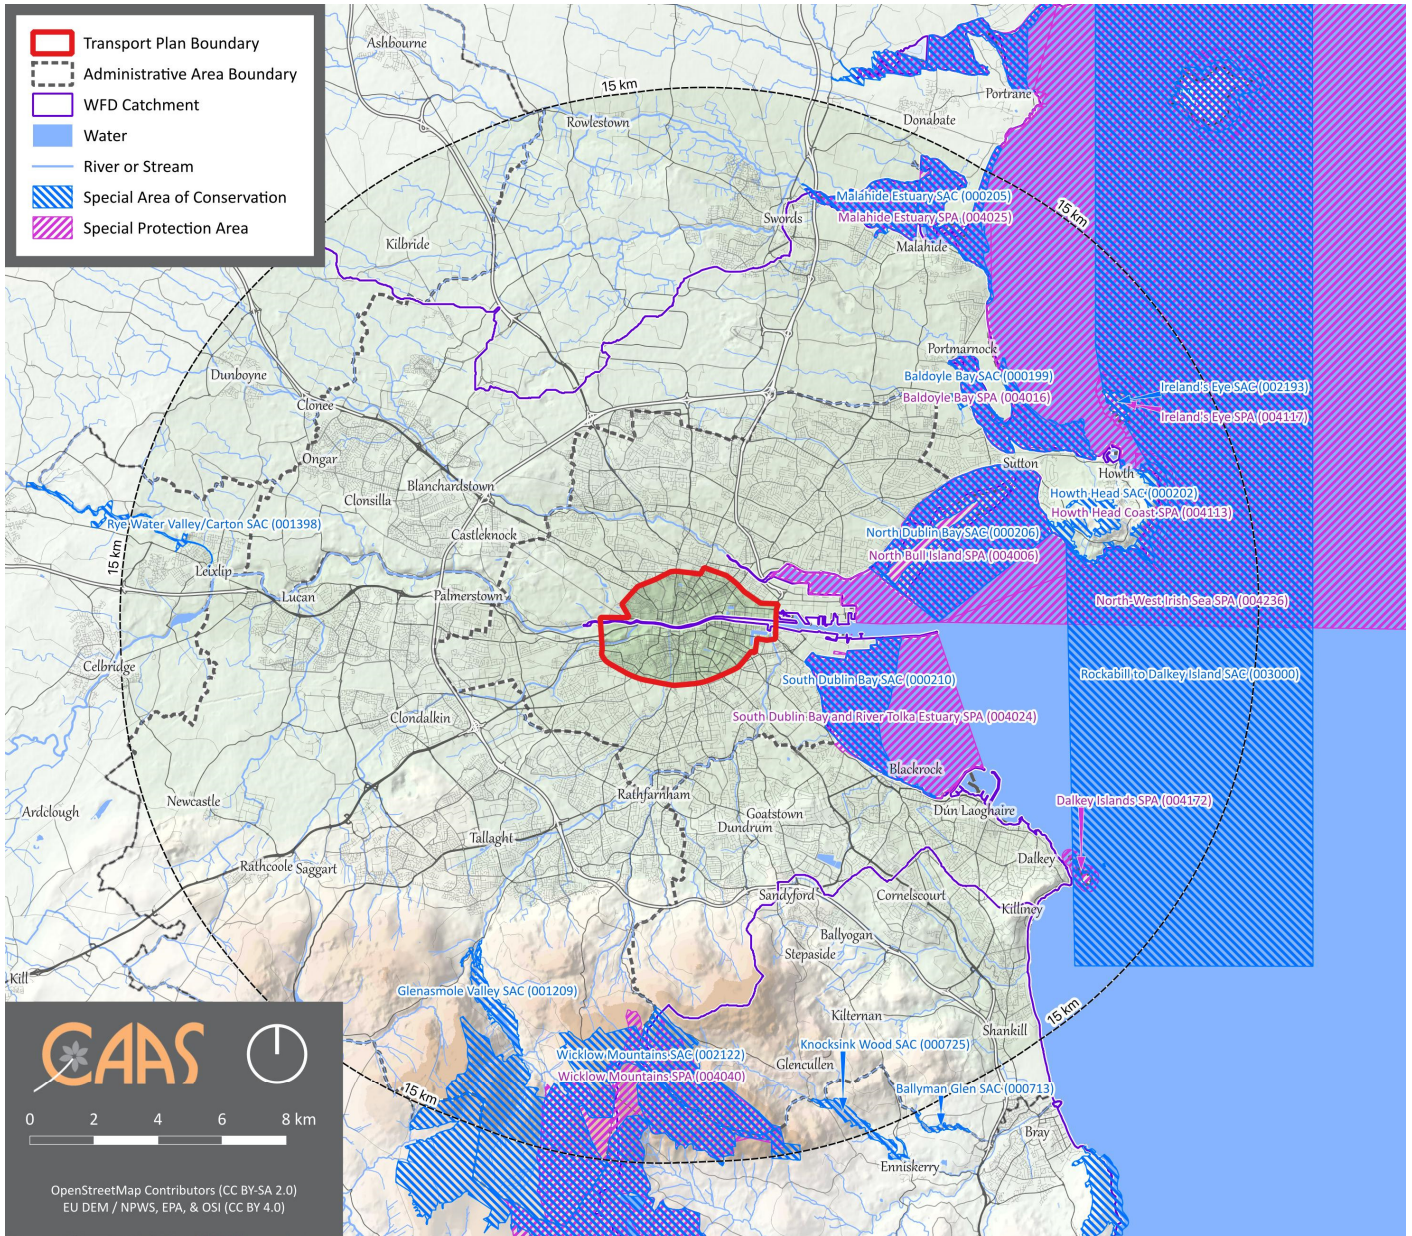 Transport Plan Boundary
Administrative Area Boundary
WFD Catchment
Water
River or Stream
Special Area of Conservation
Special Protection Area
Ashbourne
15 km
Rowlestown
Portrane
Donabate
Malahide Estuary SAC (000205)
Malahide Estuary SPA (004025)
Swords
Malahide
15 km
Kilbride
Portmarnock
Dunboyne
Baldoyle Bay SAC (000199)
Baldoyle Bay SPA (004016)
Ireland's Eye SAC (002193)
Ireland's Eye SPA (004117)
Clonee
Ongar
Sutton
Howth
Blanchardstown
Clonsilla
Howth Head SAC (000202)
Howth Head Coast SPA (004113)
Rye Water Valley/Carton SAC (001398)
Castleknock
North Dublin Bay SAC (000206)
North Bull Island SPA (004006)
15 km
Leixlip
Lucan
Palmerstown
North-West Irish Sea SPA (004236)
Celbridge
South Dublin Bay SAC (000210)
Rockabill to Dalkey Island SAC (003000)
Clondalkin
South Dublin Bay and River Tolka Estuary SPA (004024)
Blackrock
Newcastle
Rathfarnham
Dalkey Islands SPA (004172)
Ardclough
Goatstown
Dún Laoghaire
Dundrum
Tallaght
Dalkey
Rathcoole
Saggart
Sandyford
Cornelscourt
Killiney
Ballyogan
Stepaside
Kill
Glenasmole Valley SAC (001209)
15 km
Kilternan
Shankill
Knocksink Wood SAC (000725)
Wicklow Mountains SAC (002122)
Glencullen
Wicklow Mountains SPA (004040)
Ballyman Glen SAC (000713)
15 km
Bray
Enniskerry
CAAS
0 2 4 6 8 km
OpenStreetMap Contributors (CC BY-SA 2.0)
EU DEM / NPWS, EPA, & OSI (CC BY 4.0)